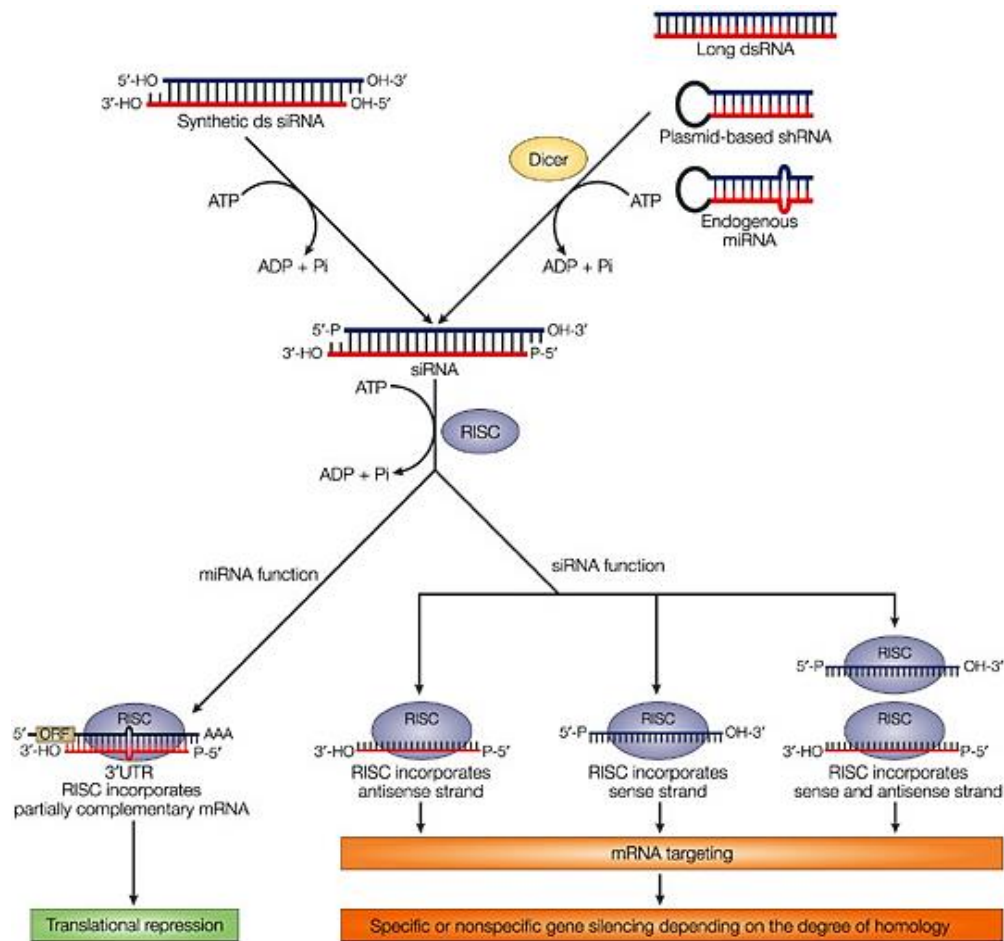 Long dsRNA
5′-HO OH-3′
3′-HO OH-5′
Synthetic ds siRNA
Plasmid-based shRNA
Dicer
ATP
ATP
Endogenous
miRNA
ADP + Pi
ADP + Pi
5′-P OH-3′
3′-HO P-5′
siRNA
ATP
RISC
ADP + Pi
miRNA function
siRNA function
RISC
5′-P OH-3′
RISC
5′ ORF AAA
3′-HO P-5′
3′UTR
RISC incorporates
partially complementary mRNA
RISC
3′-HO P-5′
RISC incorporates
antisense strand
RISC
5′-P OH-3′
RISC incorporates
sense strand
RISC
3′-HO P-5′
RISC incorporates
sense and antisense strand
mRNA targeting
Translational repression
Specific or nonspecific gene silencing depending on the degree of homology